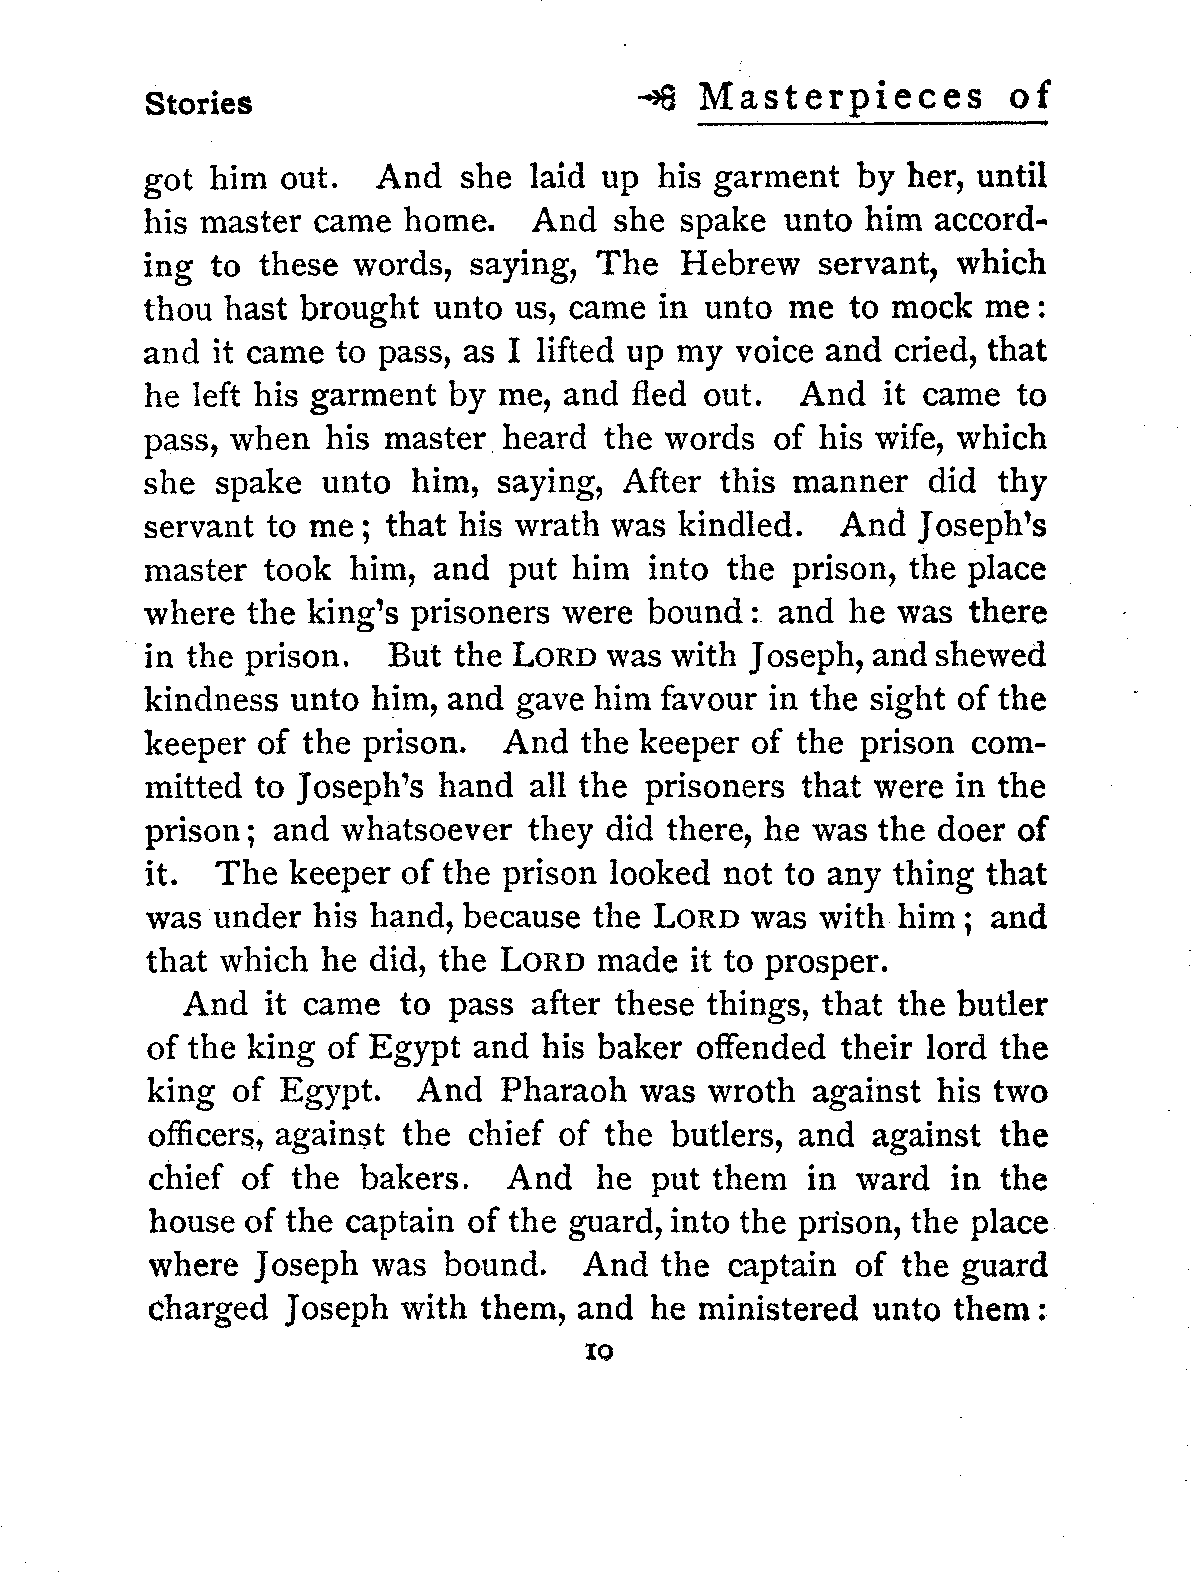 Stories Masterpieces of
got him out. And she laid up his garment by her, until
his master came home. And she spake unto him accord-
ing to these words, saying, The Hebrew servant, which
thou hast brought unto us, came in unto me to mock me:
and it came to pass, as I lifted up my voice and cried, that
he left his garment by me, and fled out. And it came to
pass, when his master heard the words of his wife, which
she spake unto him, saying, After this manner did thy
servant to me; that his wrath was kindled. And Joseph's
master took him, and put him into the prison, the place
where the king's prisoners were bound: and he was there
in the prison. But the LORD was with Joseph, and shewed
kindness unto him, and gave him favour in the sight of the
keeper of the prison. And the keeper of the prison com-
mitted to Joseph's hand all the prisoners that were in the
prison; and whatsoever they did there, he was the doer of
it. The keeper of the prison looked not to any thing that
was under his hand, because the LORD was with him; and
that which he did, the LORD made it to prosper.
And it came to pass after these things, that the butler
of the king of Egypt and his baker offended their lord the
king of Egypt. And Pharaoh was wroth against his two
officers, against the chief of the butlers, and against the
chief of the bakers. And he put them in ward in the
house of the captain of the guard, into the prison, the place
where Joseph was bound. And the captain of the guard
charged Joseph with them, and he ministered unto them:
10